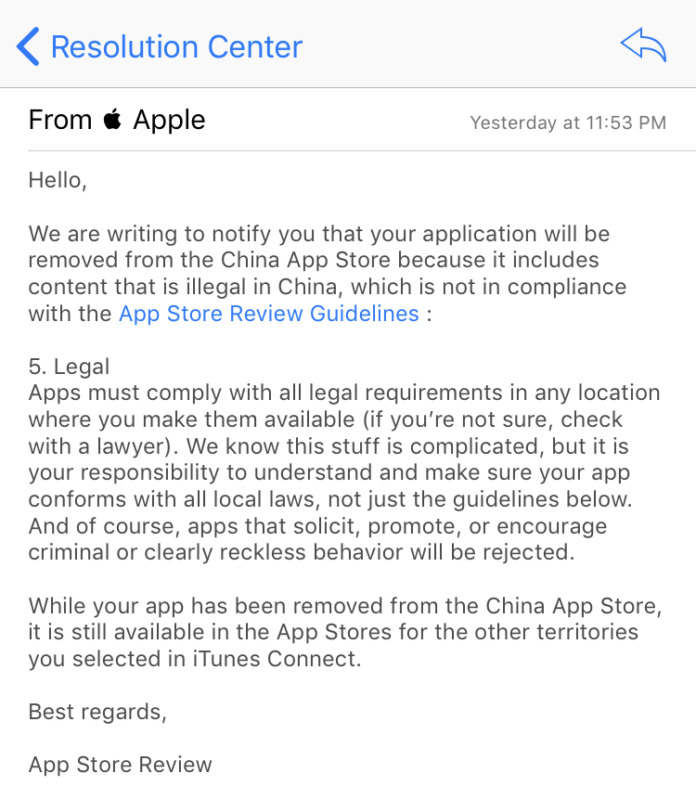 Resolution Center
From Apple
Yesterday at 11:53 PM
Hello,
We are writing to notify you that your application will be
removed from the China App Store because it includes
content that is illegal in China, which is not in compliance
with the App Store Review Guidelines :
5. Legal
Apps must comply with all legal requirements in any location
where you make them available (if you’re not sure, check
with a lawyer). We know this stuff is complicated, but it is
your responsibility to understand and make sure your app
conforms with all local laws, not just the guidelines below.
And of course, apps that solicit, promote, or encourage
criminal or clearly reckless behavior will be rejected.
While your app has been removed from the China App Store,
it is still available in the App Stores for the other territories
you selected in iTunes Connect.
Best regards,
App Store Review